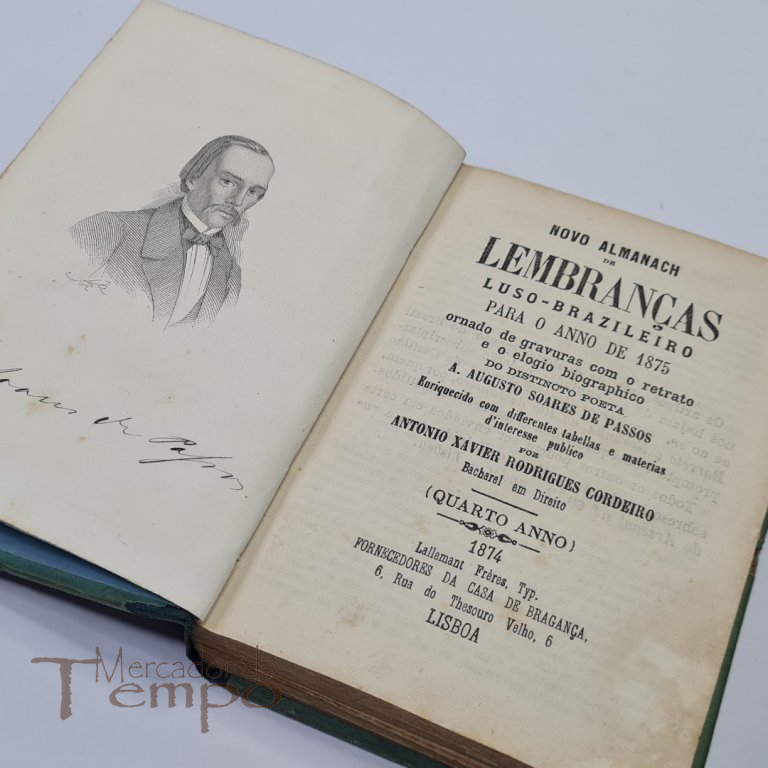 Soares de Passos.
NOVO ALMANACH
DE
LEMBRANÇAS
LUSO-BRAZILEIRO
PARA O ANNO DE 1875
ornado de gravuras com o retrato
e o elogio biographico
DO DISTINCTO POETA
A. AUGUSTO SOARES DE PASSOS
Enriquecido com differentes tabellas e materias
d'interesse publico
POR
ANTONIO XAVIER RODRIGUES CORDEIRO
Bacharel em Direito
(QUARTO ANNO)
1874
Lallemant Frères, Typ.
FORNECEDORES DA CASA DE BRAGANÇA,
6, Rua do Thesouro Velho, 6
LISBOA
Mercador d
Tempo